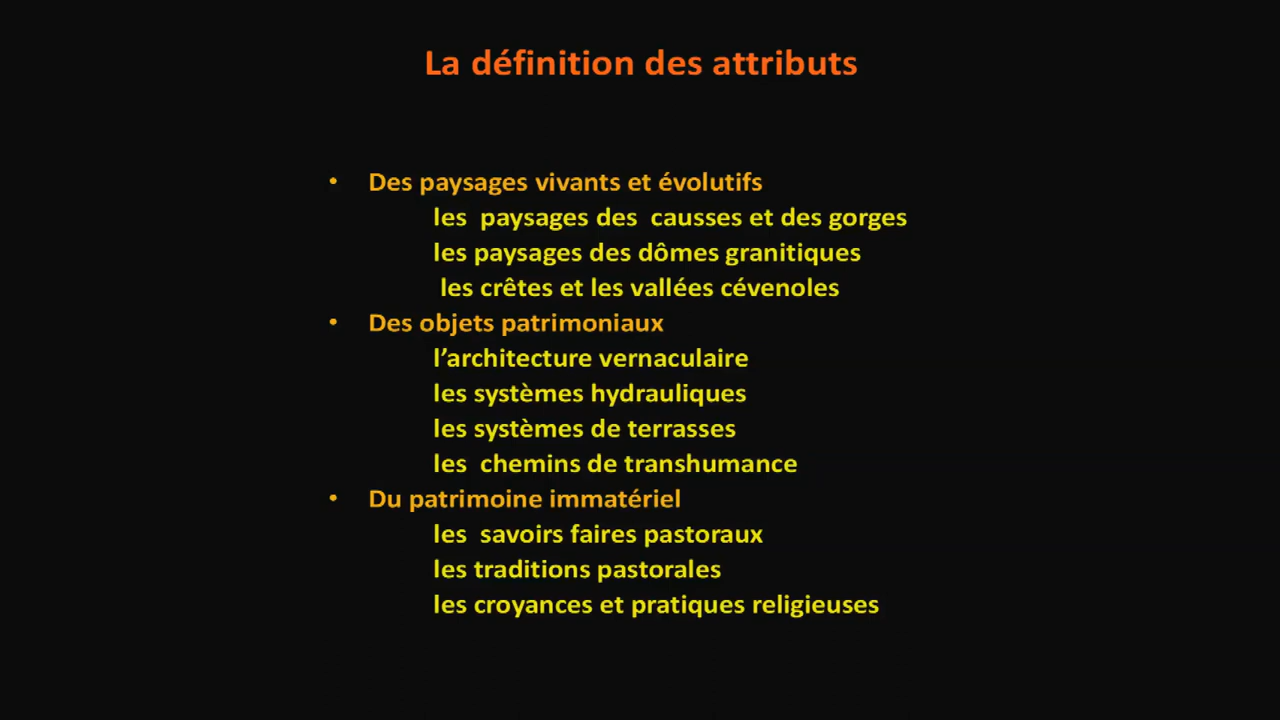 La définition des attributs
• Des paysages vivants et évolutifs
les paysages des causses et des gorges
les paysages des dômes granitiques
les crêtes et les vallées cévenoles
• Des objets patrimoniaux
l’architecture vernaculaire
les systèmes hydrauliques
les systèmes de terrasses
les chemins de transhumance
• Du patrimoine immatériel
les savoirs faires pastoraux
les traditions pastorales
les croyances et pratiques religieuses